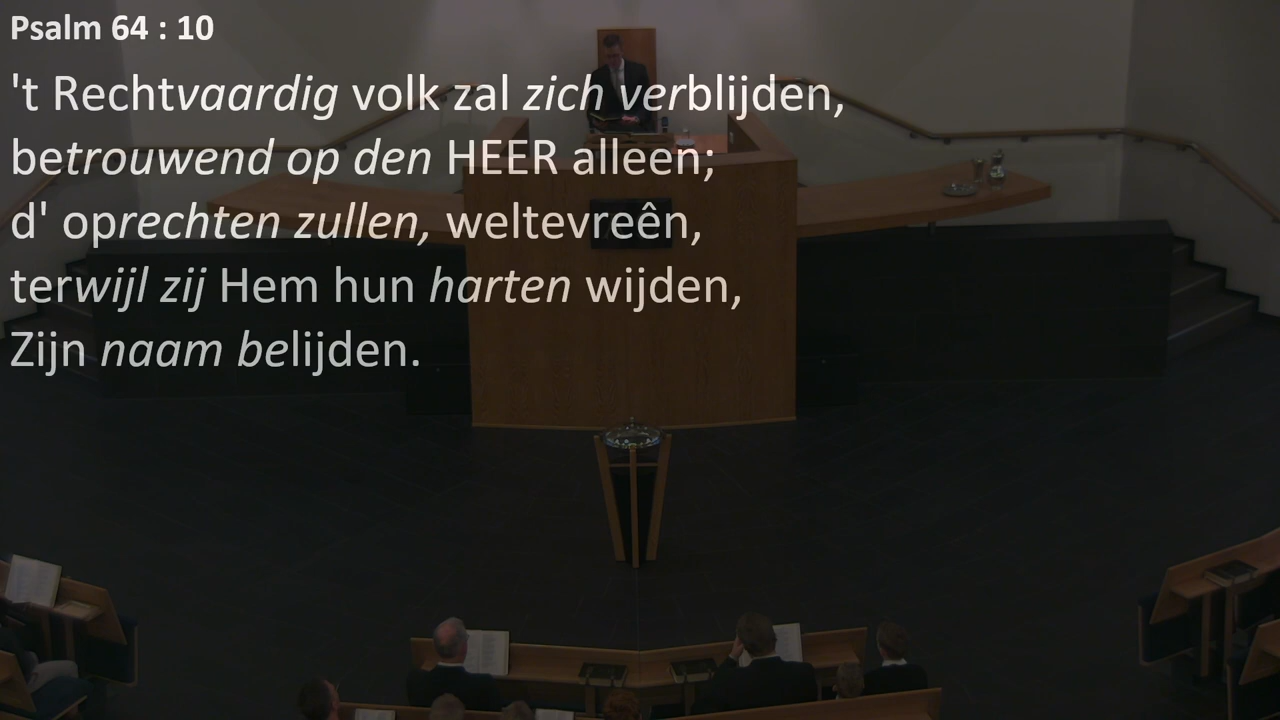 Psalm 64 : 10
't Rechtvaardig volk zal zich verblijden,
betrouwend op den HEER alleen;
d' oprechten zullen, weltevreên,
terwijl zij Hem hun harten wijden,
Zijn naam belijden.